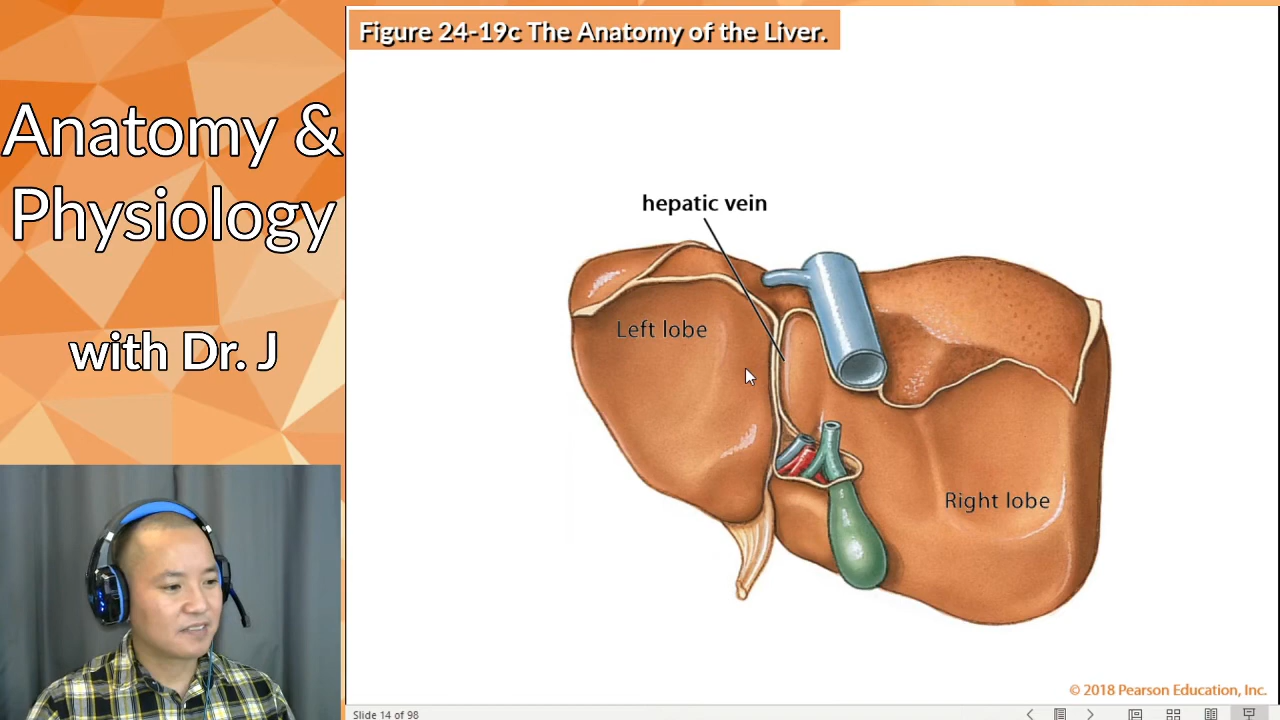 Anatomy &
Physiology
with Dr. J
Figure 24-19c The Anatomy of the Liver.
hepatic vein
Left lobe
Right lobe
© 2018 Pearson Education, Inc.
Slide 14 of 98